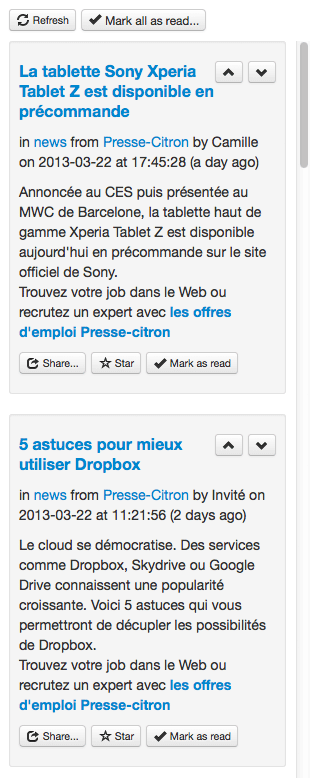 Refresh Mark all as read...
La tablette Sony Xperia
Tablet Z est disponible en
précommande
in news from Presse-Citron by Camille
on 2013-03-22 at 17:45:28 (a day ago)
Annoncée au CES puis présentée au
MWC de Barcelone, la tablette haut de
gamme Xperia Tablet Z est disponible
aujourd'hui en précommande sur le site
officiel de Sony.
Trouvez votre job dans le Web ou
recrutez un expert avec les offres
d'emploi Presse-citron
Share... Star Mark as read
5 astuces pour mieux
utiliser Dropbox
in news from Presse-Citron by Invité on
2013-03-22 at 11:21:56 (2 days ago)
Le cloud se démocratise. Des services
comme Dropbox, Skydrive ou Google
Drive connaissent une popularité
croissante. Voici 5 astuces qui vous
permettront de décupler les possibilités
de Dropbox.
Trouvez votre job dans le Web ou
recrutez un expert avec les offres
d'emploi Presse-citron
Share... Star Mark as read